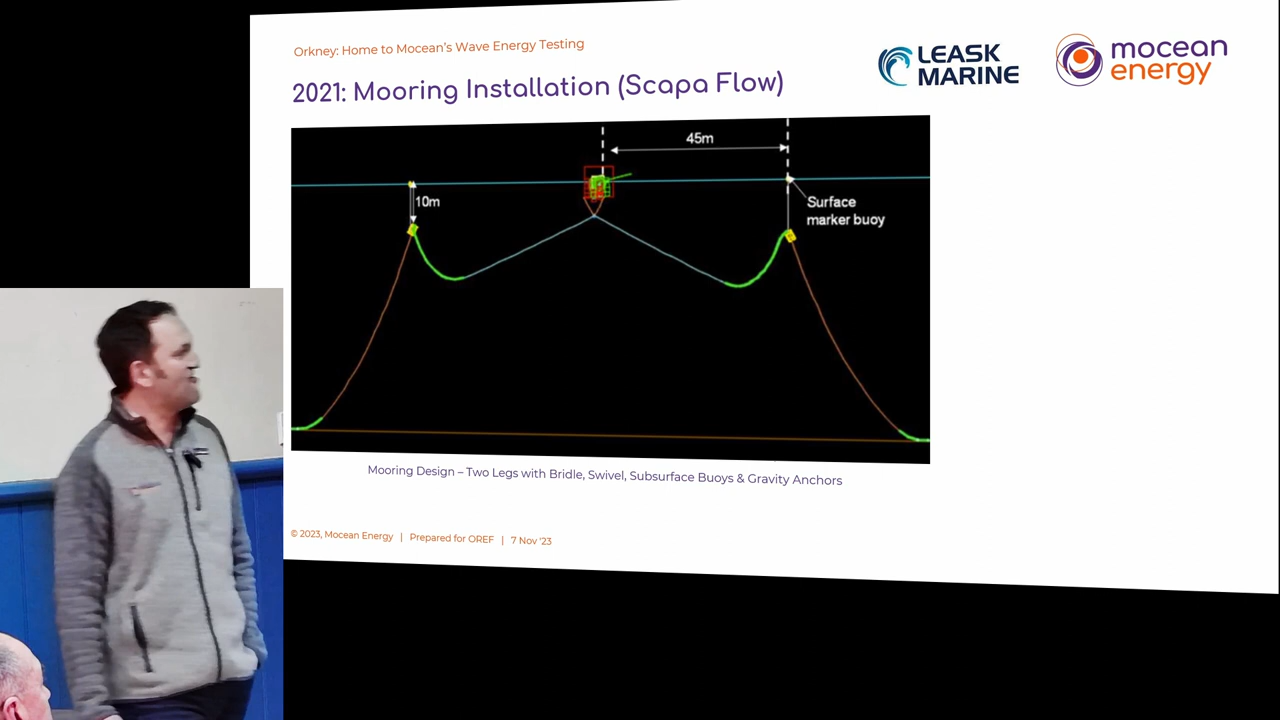 Orkney: Home to Mocean's Wave Energy Testing
2021: Mooring Installation (Scapa Flow)
LEASK
MARINE
mocean
energy
45m
10m
Surface
marker buoy
Mooring Design – Two Legs with Bridle, Swivel, Subsurface Buoys & Gravity Anchors
© 2023, Mocean Energy | Prepared for OREF | 7 Nov '23